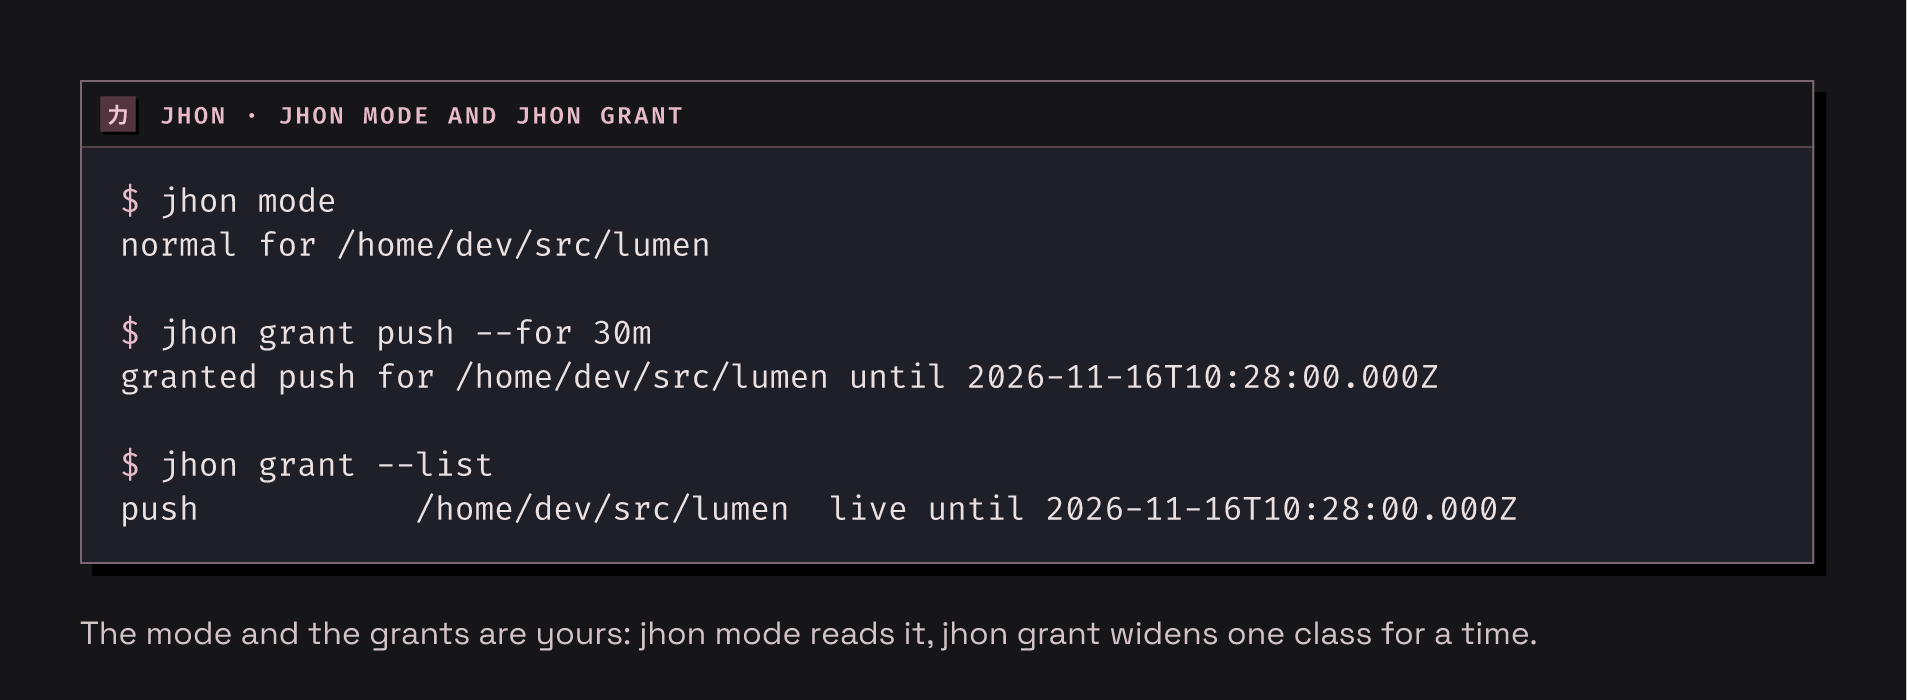 力 JHON · JHON MODE AND JHON GRANT
$ jhon mode
normal for /home/dev/src/lumen
$ jhon grant push --for 30m
granted push for /home/dev/src/lumen until 2026-11-16T10:28:00.000Z
$ jhon grant --list
push           /home/dev/src/lumen  live until 2026-11-16T10:28:00.000Z
The mode and the grants are yours: jhon mode reads it, jhon grant widens one class for a time.